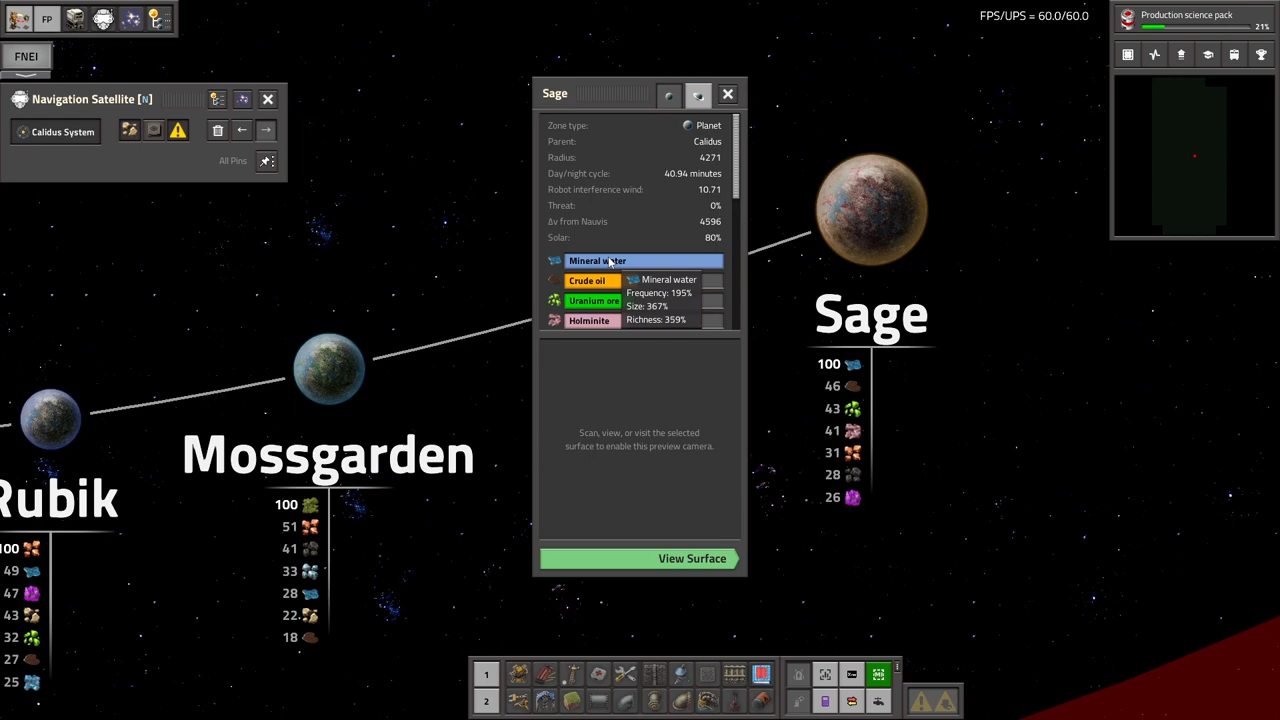 FP
FPS/UPS = 60.0/60.0
Production science pack
21%
FNEI
Navigation Satellite [N]
Calidus System
All Pins
Sage
Zone type: Planet
Parent: Calidus
Radius: 4271
Day/night cycle: 40.94 minutes
Robot interference wind: 10.71
Threat: 0%
Δv from Nauvis 4596
Solar: 80%
Mineral water
Crude oil
Uranium ore
Holminite
Mineral water
Frequency: 195%
Size: 367%
Richness: 359%
Scan, view, or visit the selected
surface to enable this preview camera.
View Surface
Sage
100
46
43
41
31
28
26
Mossgarden
100
51
41
33
28
22
18
Rubik
100
49
47
43
32
27
25
1
2